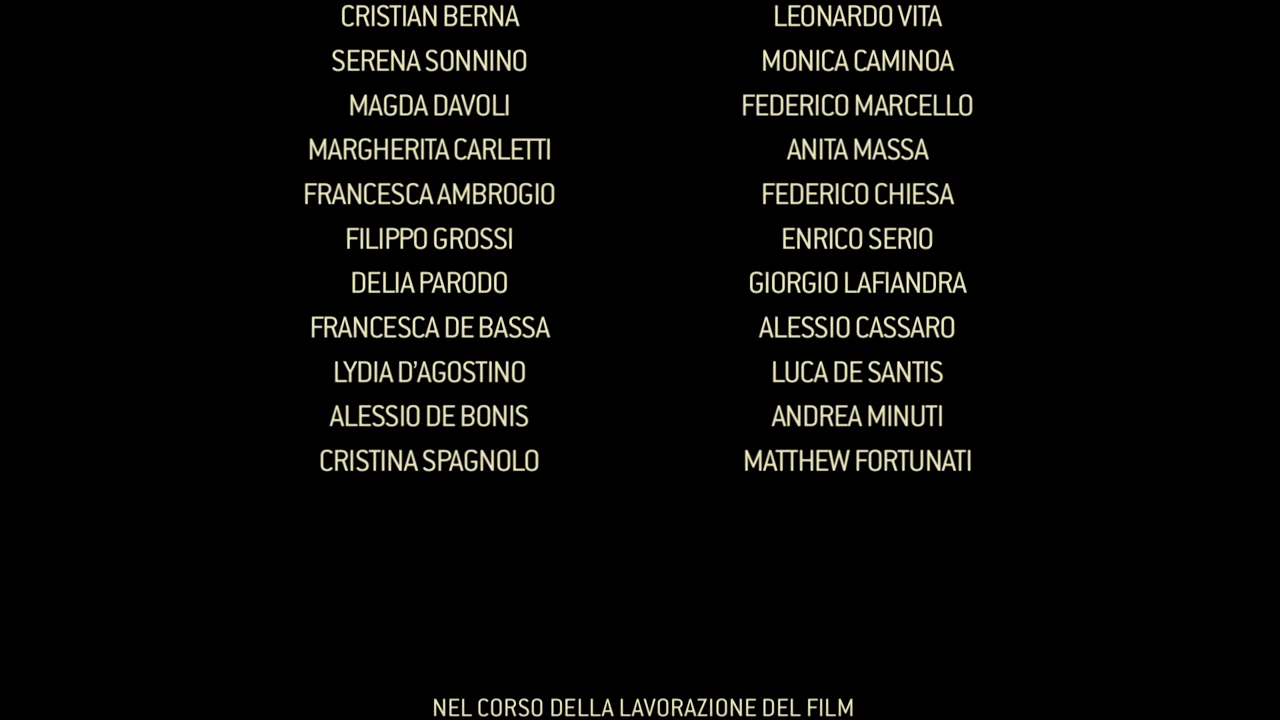 CRISTIAN BERNA LEONARDO VITA
SERENA SONNINO MONICA CAMINOA
MAGDA DAVOLI FEDERICO MARCELLO
MARGHERITA CARLETTI ANITA MASSA
FRANCESCA AMBROGIO FEDERICO CHIESA
FILIPPO GROSSI ENRICO SERIO
DELIA PARODO GIORGIO LAFIANDRA
FRANCESCA DE BASSA ALESSIO CASSARO
LYDIA D’AGOSTINO LUCA DE SANTIS
ALESSIO DE BONIS ANDREA MINUTI
CRISTINA SPAGNOLO MATTHEW FORTUNATI
NEL CORSO DELLA LAVORAZIONE DEL FILM